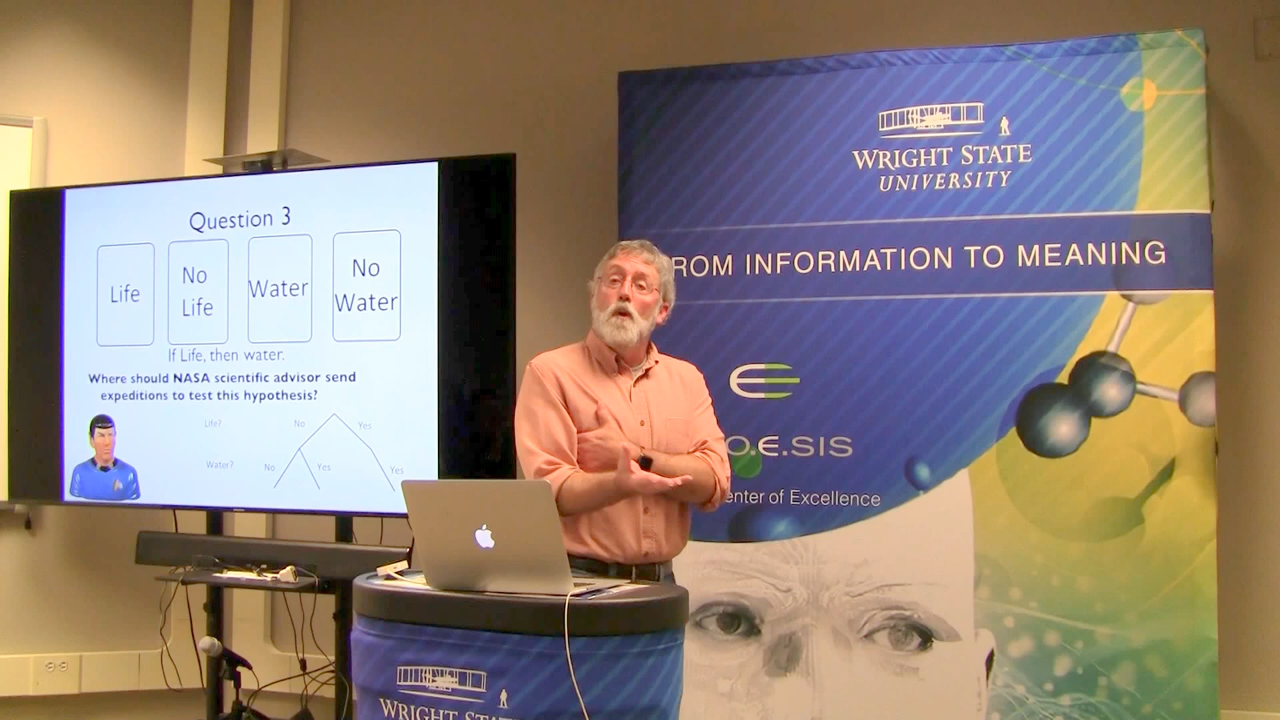 Question 3
Life
No
Life
Water
No
Water
If Life, then water.
Where should NASA scientific advisor send
expeditions to test this hypothesis?
Life?
No
Yes
Water?
No
Yes
Yes
WRIGHT STATE
UNIVERSITY
ROM INFORMATION TO MEANING
O.E.SIS
enter of Excellence
WRIGHT STAT